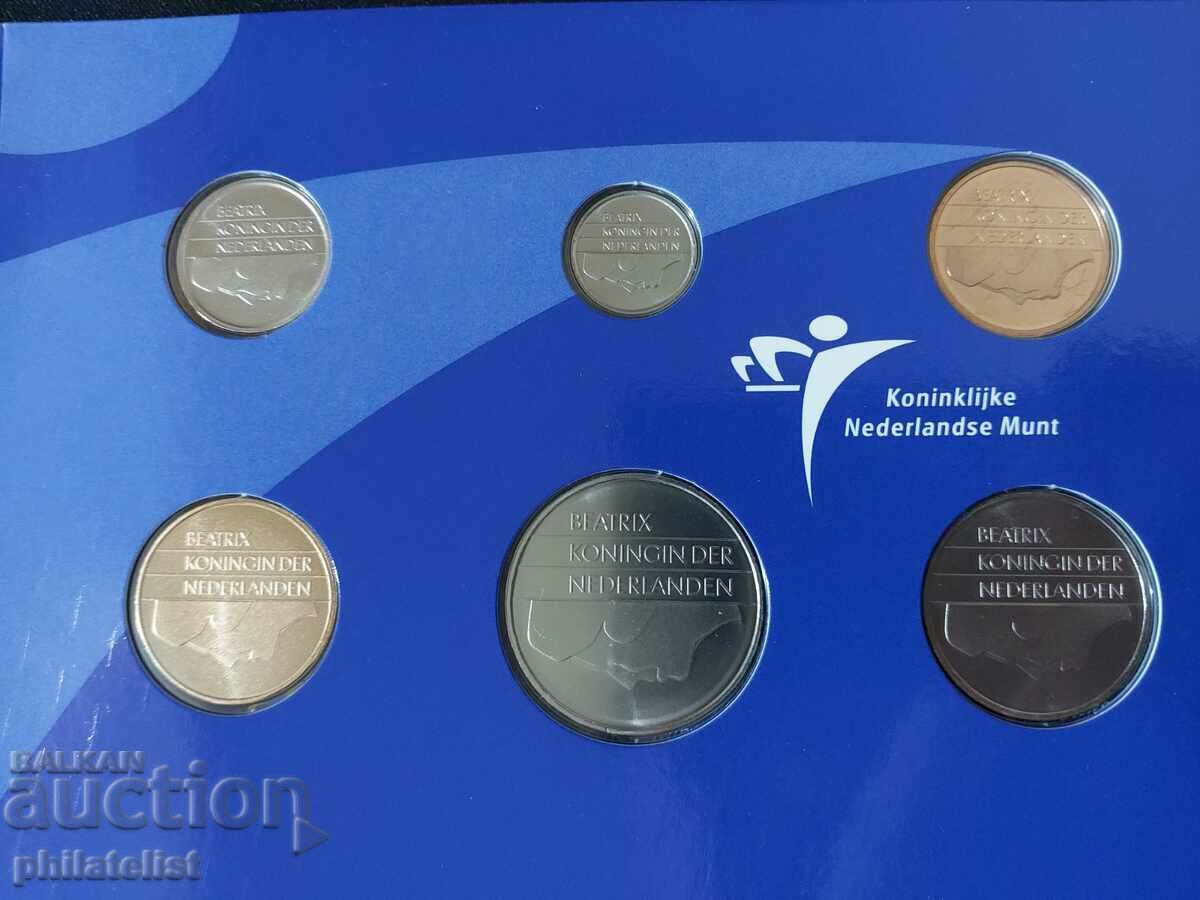 BEATRIX
KONINGIN DER
NEDERLANDEN
BEATRIX
KONINGIN DER
NEDERLANDEN
BEATRIX
KONINGIN DER
NEDERLANDEN
Koninklijke
Nederlandse Munt
BEATRIX
KONINGIN DER
NEDERLANDEN
BEATRIX
KONINGIN DER
NEDERLANDEN
BEATRIX
KONINGIN DER
NEDERLANDEN
BALKAN
auction
philatelist